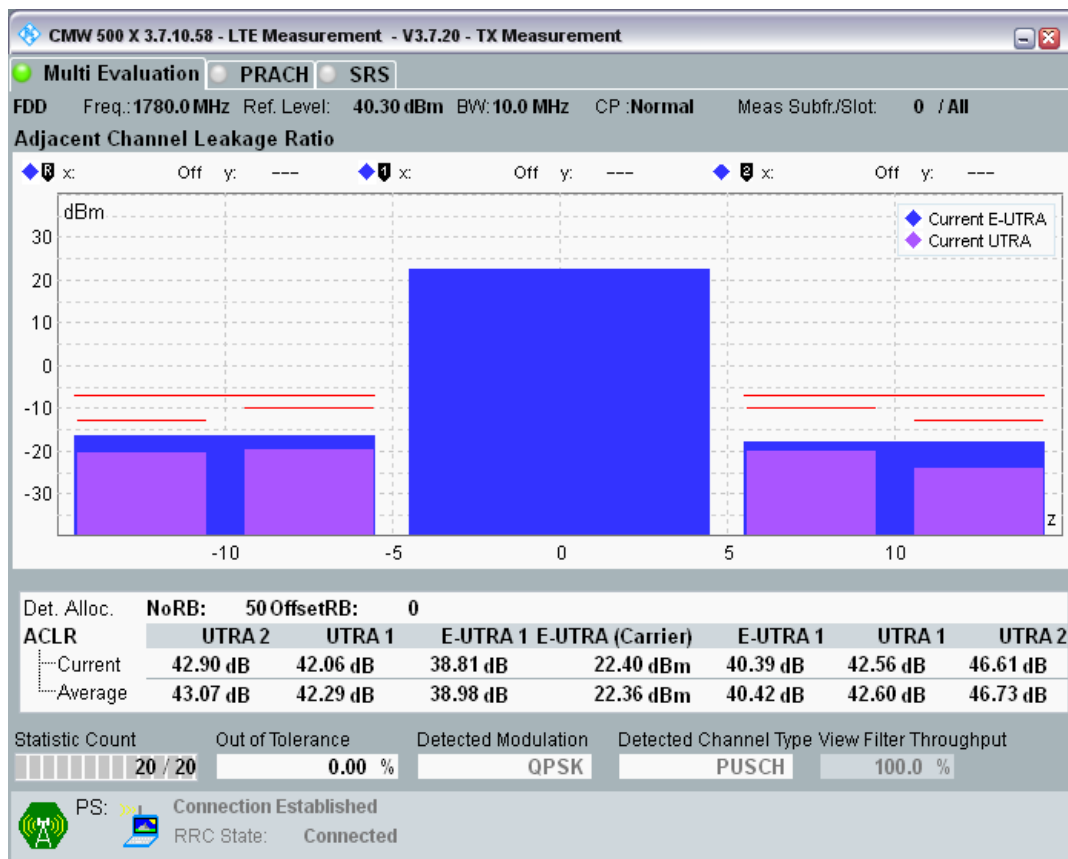 CMW 500 X 3.7.10.58 - LTE Measurement - V3.7.20 - TX Measurement
Multi Evaluation PRACH SRS
FDD Freq.:1780.0 MHz Ref. Level: 40.30 dBm BW:10.0 MHz CP :Normal Meas Subfr./Slot: 0 / All
Adjacent Channel Leakage Ratio
R x: Off y: --- 1 x: Off y: --- 2 x: Off y: ---
dBm
Current E-UTRA
Current UTRA
30
20
10
0
-10
-20
-30
z
-10 -5 0 5 10
Det. Alloc. NoRB: 50 OffsetRB: 0
ACLR UTRA 2 UTRA 1 E-UTRA 1 E-UTRA (Carrier) E-UTRA 1 UTRA 1 UTRA 2
Current 42.90 dB 42.06 dB 38.81 dB 22.40 dBm 40.39 dB 42.56 dB 46.61 dB
Average 43.07 dB 42.29 dB 38.98 dB 22.36 dBm 40.42 dB 42.60 dB 46.73 dB
Statistic Count Out of Tolerance Detected Modulation Detected Channel Type View Filter Throughput
20 / 20 0.00 % QPSK PUSCH 100.0 %
PS: Connection Established
RRC State: Connected